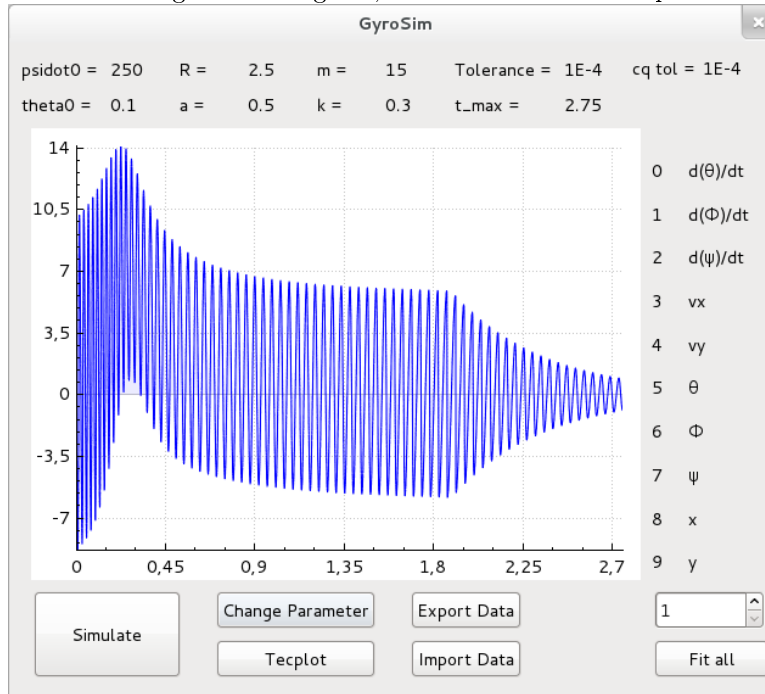 GyroSim
psidot0 = 250 R = 2.5 m = 15 Tolerance = 1E-4 cq tol = 1E-4
theta0 = 0.1 a = 0.5 k = 0.3 t_max = 2.75
14
10,5
7
3,5
0
-3,5
-7
0 0,45 0,9 1,35 1,8 2,25 2,7
0 d(θ)/dt
1 d(Φ)/dt
2 d(ψ)/dt
3 vx
4 vy
5 θ
6 Φ
7 ψ
8 x
9 y
Simulate
Change Parameter
Export Data
1
Tecplot
Import Data
Fit all